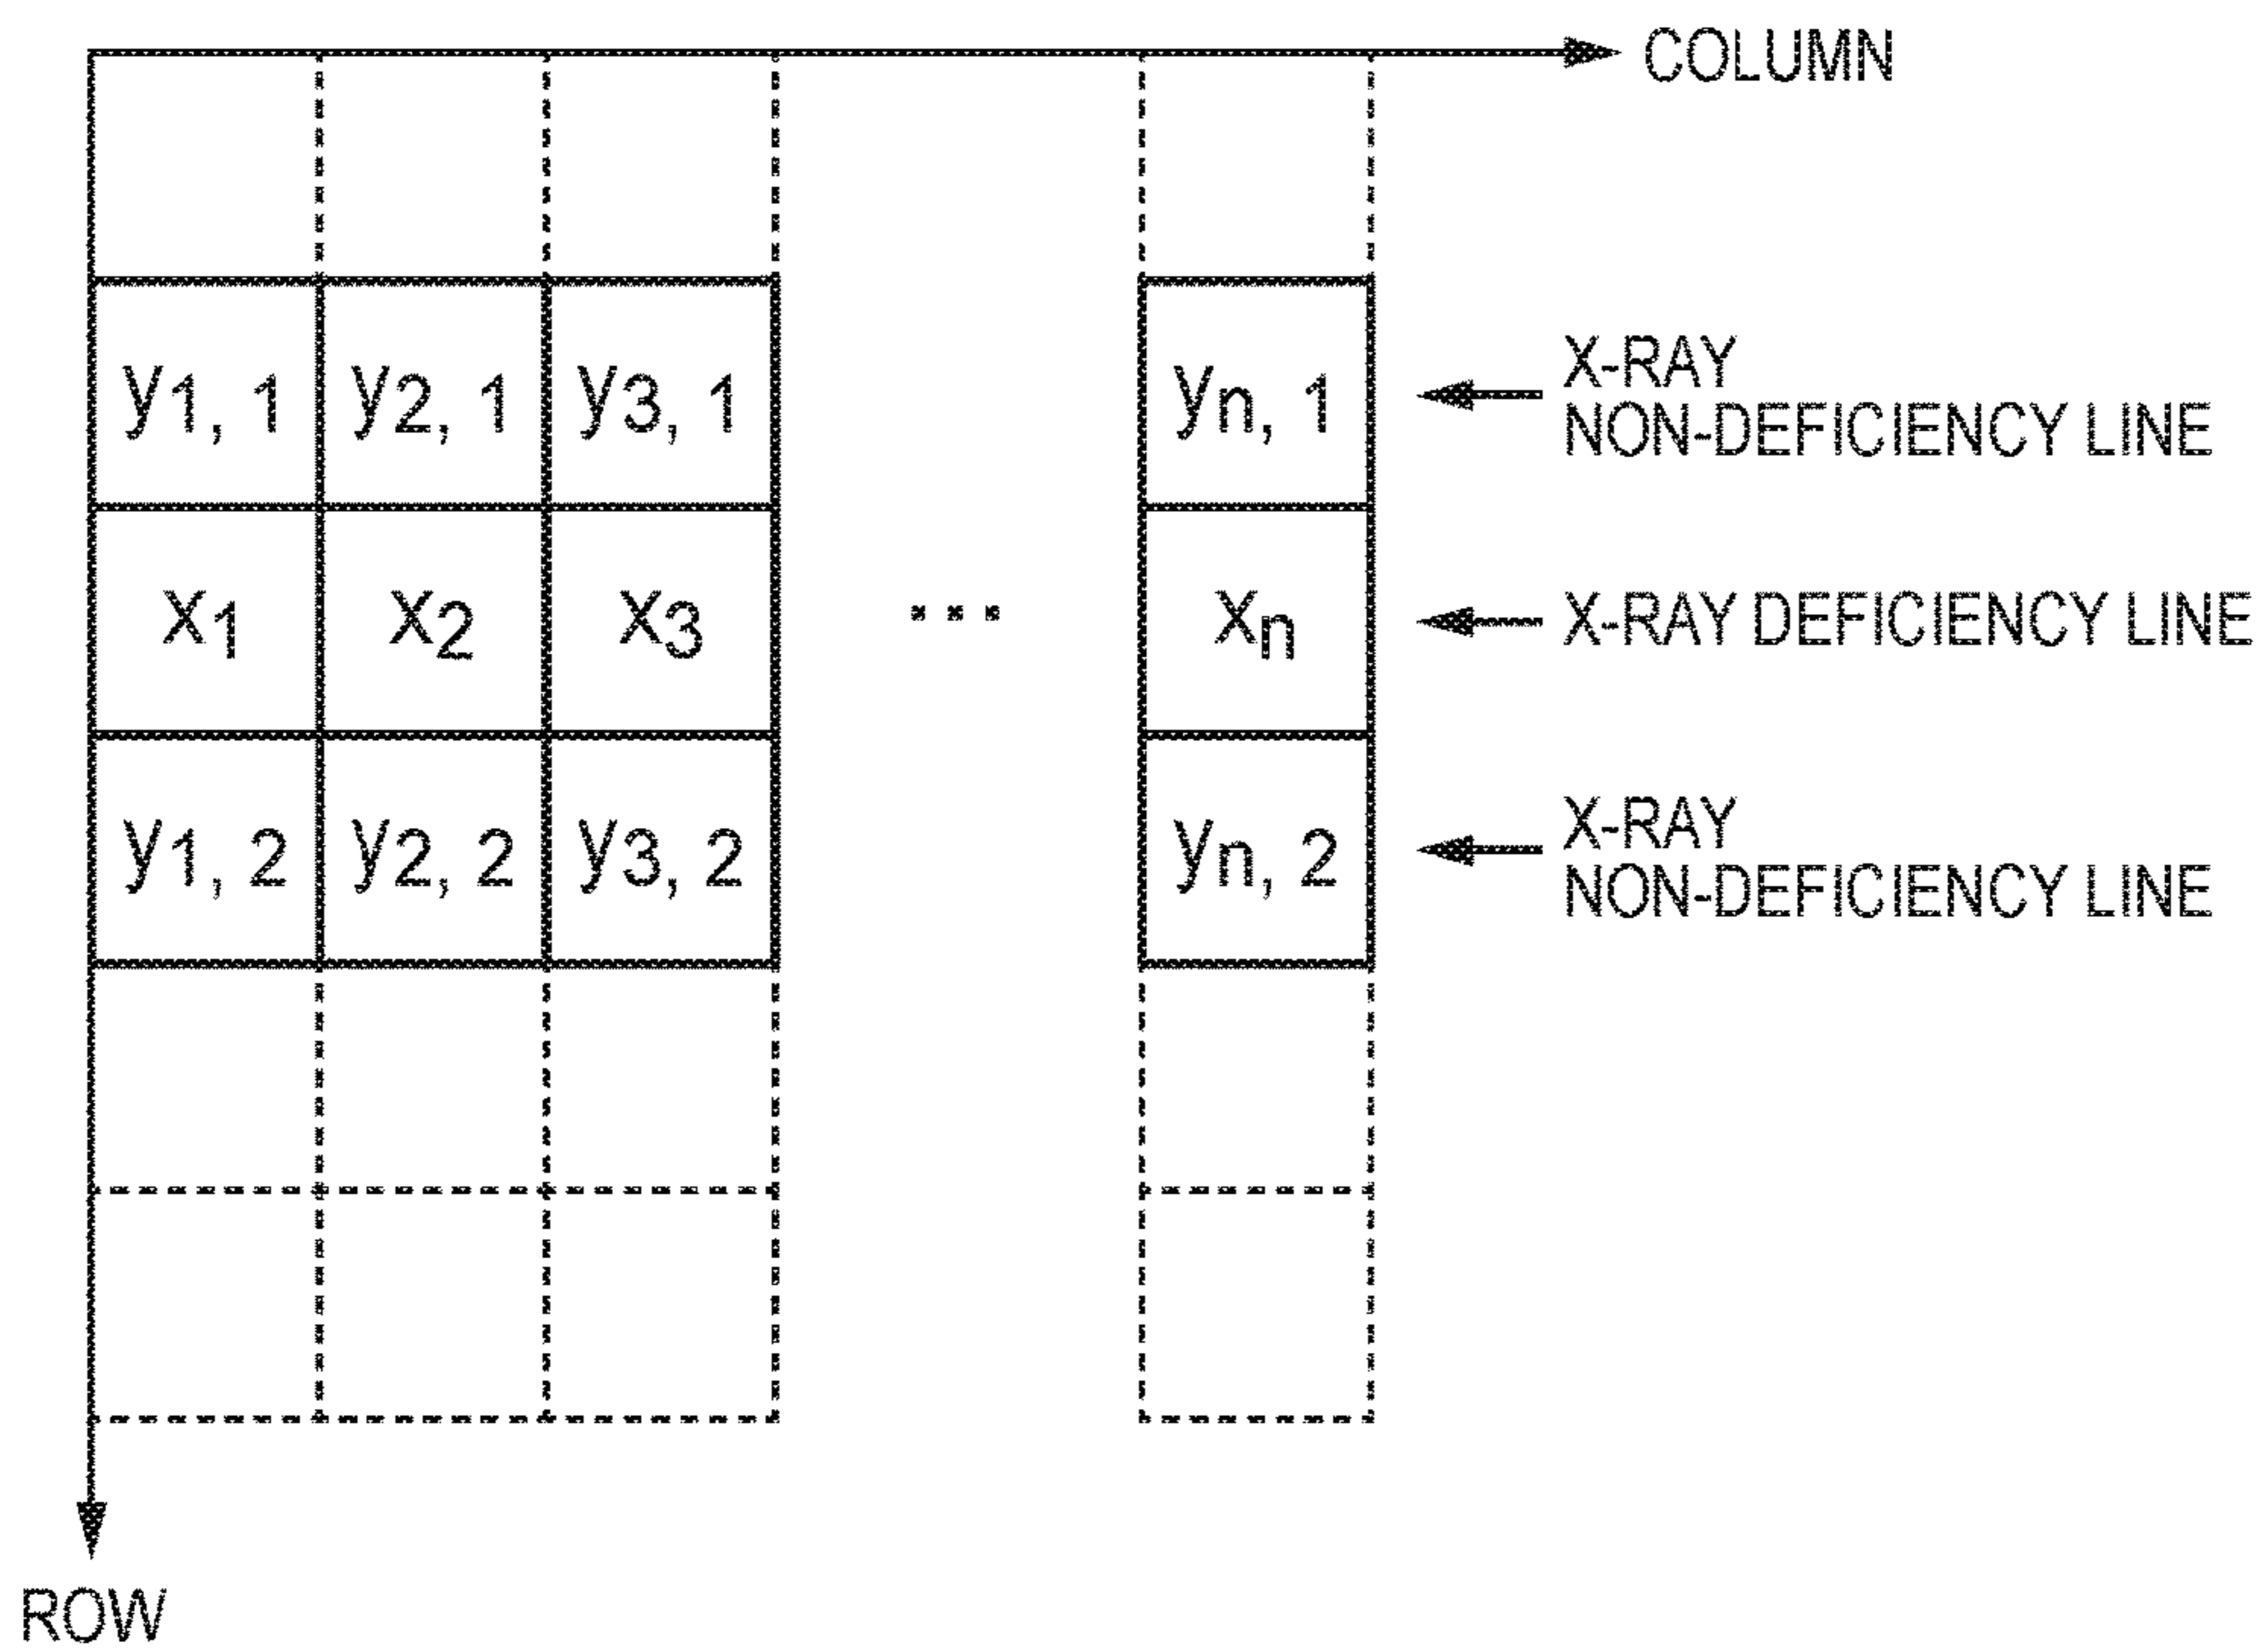 COLUMN
y1, 1 y2, 1 y3, 1 yn, 1
X-RAY
NON-DEFICIENCY LINE
x1 x2 x3 ... xn
X-RAY DEFICIENCY LINE
y1, 2 y2, 2 y3, 2 yn, 2
X-RAY
NON-DEFICIENCY LINE
ROW